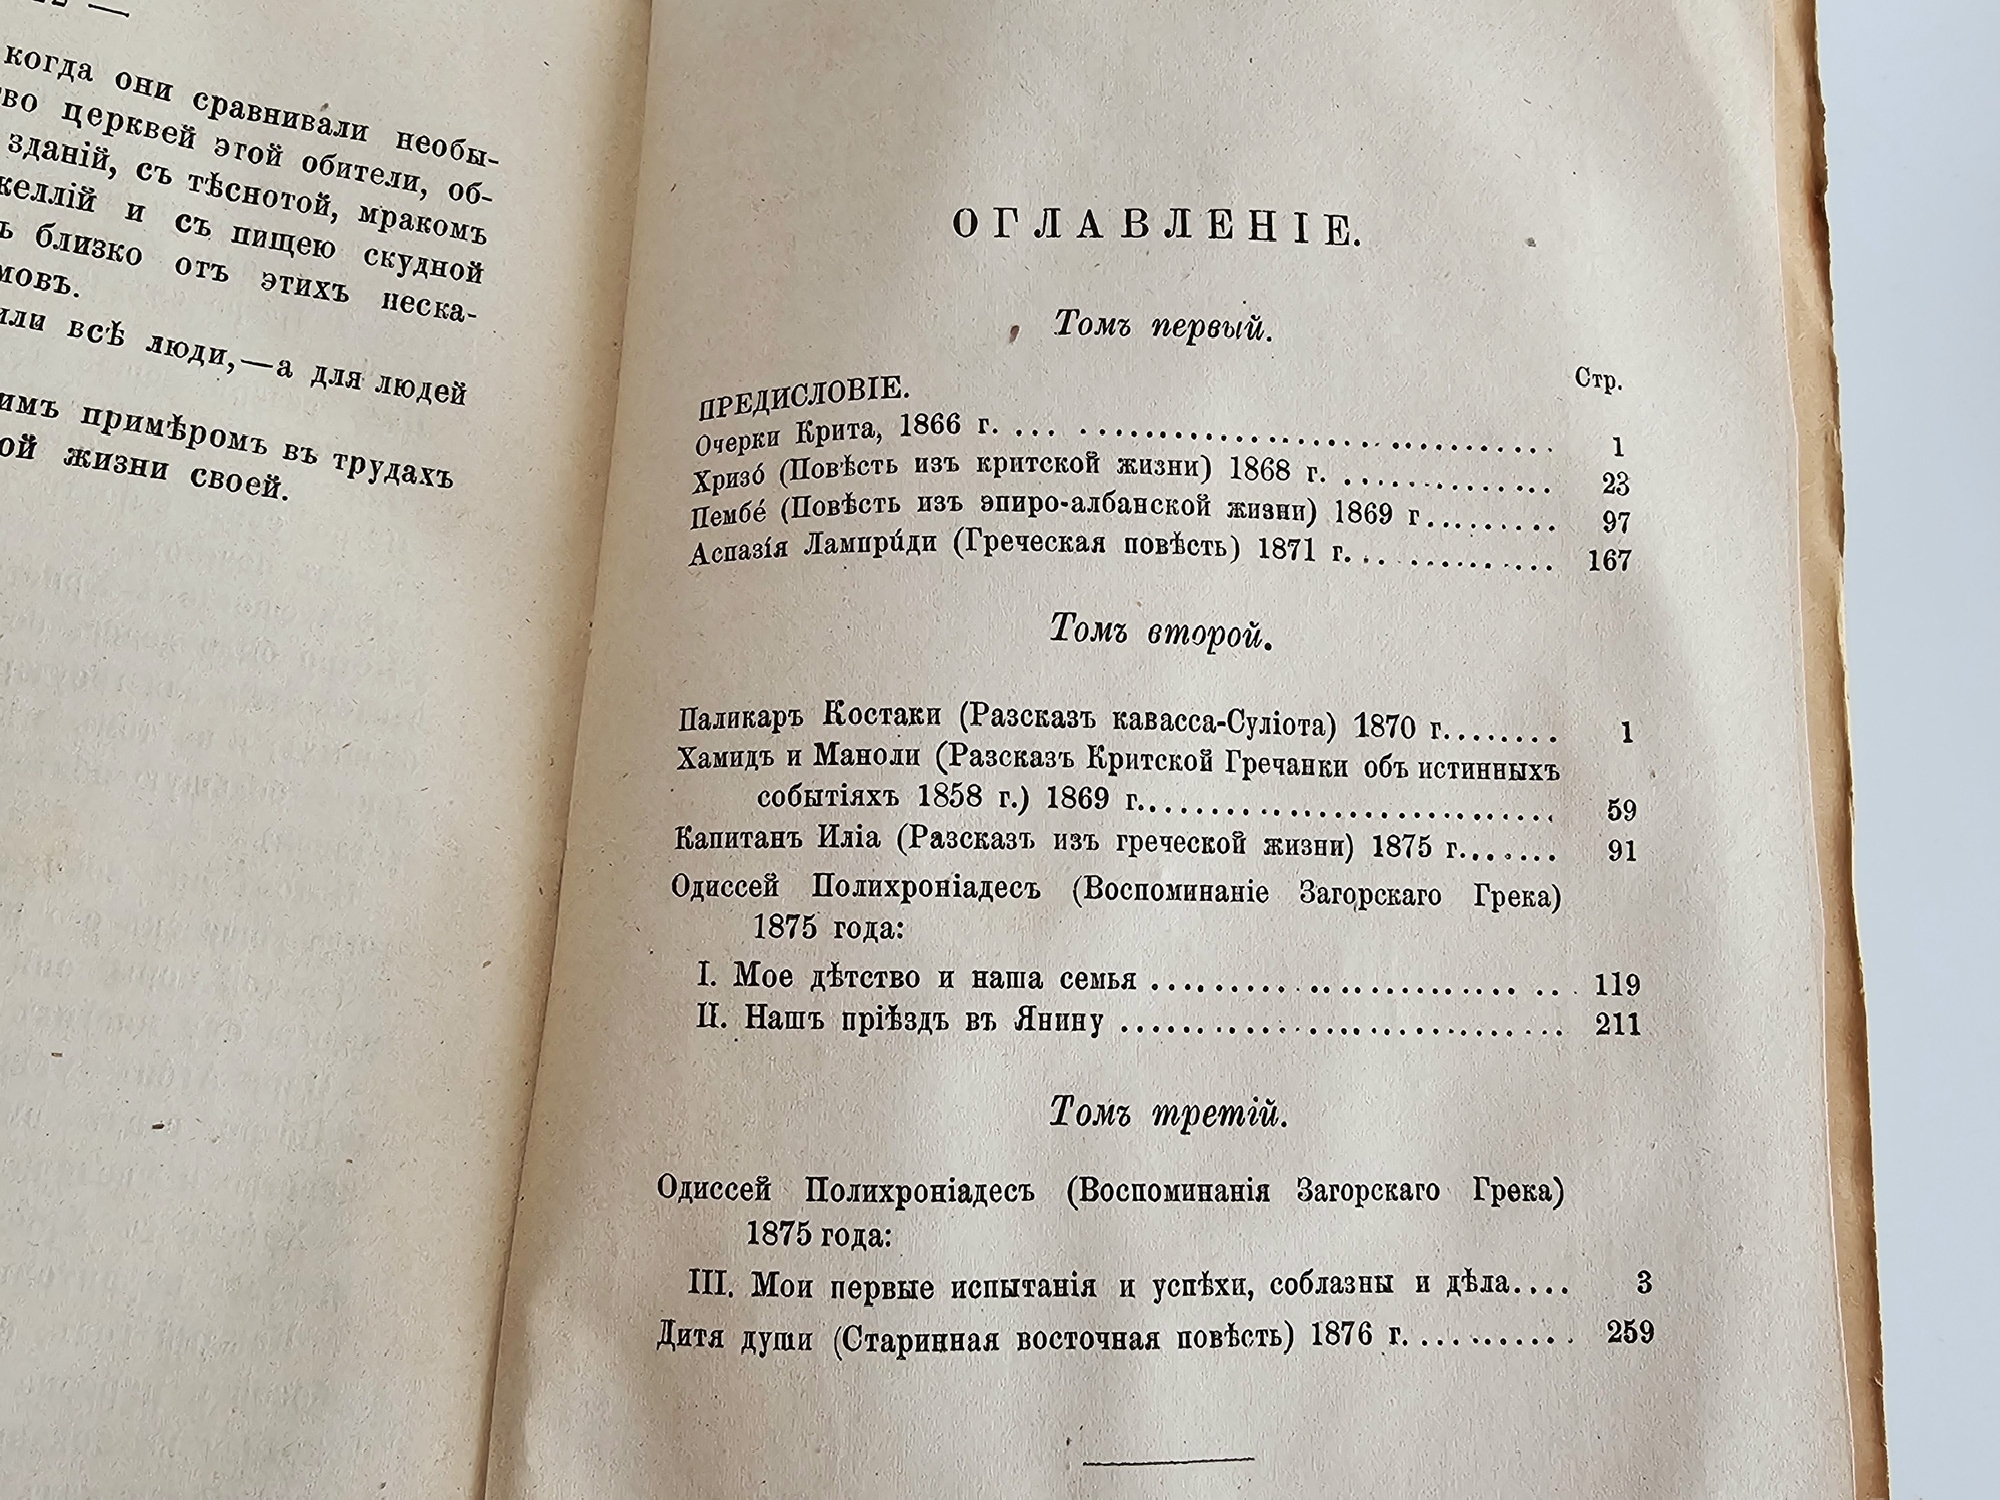 когда они сравнивали необы-
церквей этой обители, об-
зданій, съ тѣснотой, мракомъ
келлій и съ пищею скудной
близко отъ этихъ неска-
всѣ люди,—а для людей
примѣромъ въ трудахъ
жизни своей.
ОГЛАВЛЕНІЕ.
Томъ первый.
Стр.
ПРЕДИСЛОВІЕ.
Очерки Крита, 1866 г. .... 1
Хризо́ (Повѣсть изъ критской жизни) 1868 г. .... 23
Пембе́ (Повѣсть изъ эпиро-албанской жизни) 1869 г.... 97
Аспазія Лампри́ди (Греческая повѣсть) 1871 г.... 167
Томъ второй.
Паликаръ Костаки (Разсказъ кавасса-Суліота) 1870 г.... 1
Хамидъ и Маноли (Разсказъ Критской Гречанки объ истинныхъ
событіяхъ 1858 г.) 1869 г.... 59
Капитанъ Иліа (Разсказъ изъ греческой жизни) 1875 г.... 91
Одиссей Полихроніадесъ (Воспоминаніе Загорскаго Грека)
1875 года:
I. Мое дѣтство и наша семья .... 119
II. Нашъ пріѣздъ въ Янину .... 211
Томъ третій.
Одиссей Полихроніадесъ (Воспоминанія Загорскаго Грека)
1875 года:
III. Мои первые испытанія и успѣхи, соблазны и дѣла.... 3
Дитя души (Старинная восточная повѣсть) 1876 г. .... 259